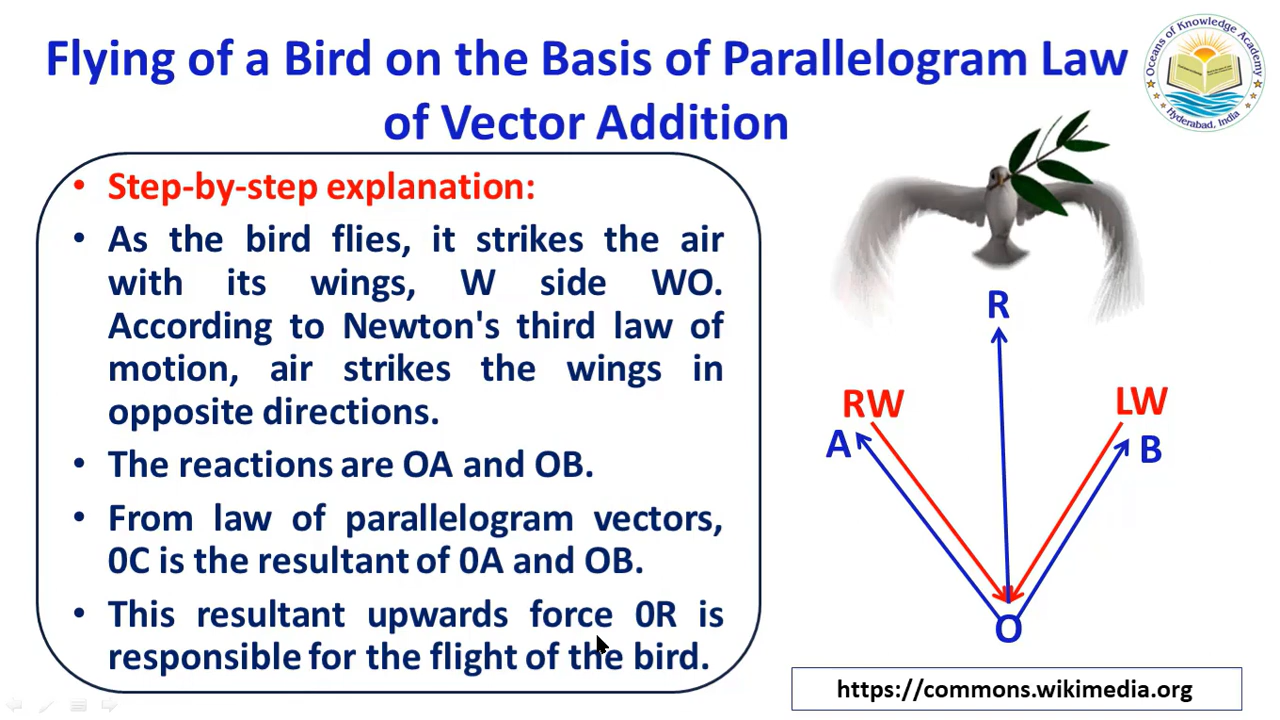 Flying of a Bird on the Basis of Parallelogram Law
of Vector Addition
Oceans of Knowledge Academy
Hyderabad, India
• Step-by-step explanation:
• As the bird flies, it strikes the air
with its wings, W side WO.
According to Newton's third law of
motion, air strikes the wings in
opposite directions.
• The reactions are OA and OB.
• From law of parallelogram vectors,
0C is the resultant of 0A and OB.
• This resultant upwards force 0R is
responsible for the flight of the bird.
R
RW
LW
A
B
O
https://commons.wikimedia.org